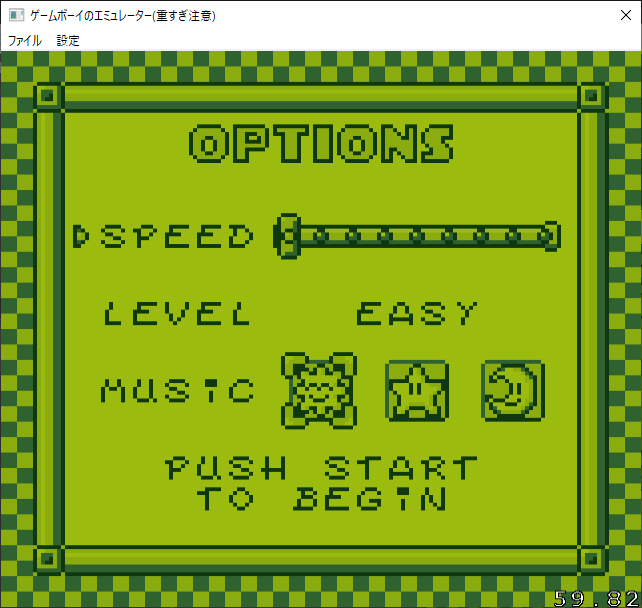 ゲームボーイのエミュレーター(重すぎ注意)
ファイル 設定
OPTIONS
SPEED
LEVEL EASY
MUSIC
PUSH START
TO BEGIN
59.82